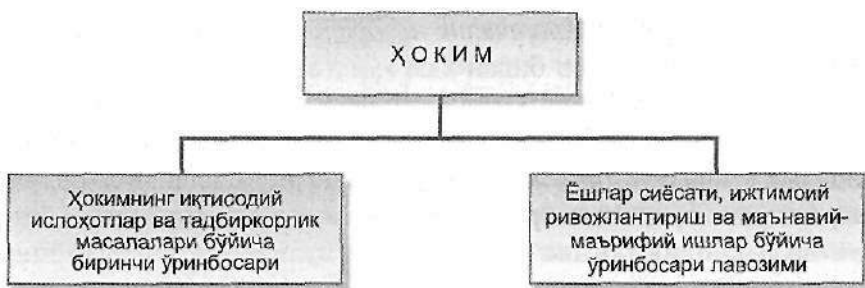 ҲОКИМ
Ҳокимнинг иқтисодий
ислоҳотлар ва тадбиркорлик
масалалари бўйича
биринчи ўринбосари
Ёшлар сиёсати, ижтимоий
ривожлантириш ва маънавий-
маърифий ишлар бўйича
ўринбосари лавозими